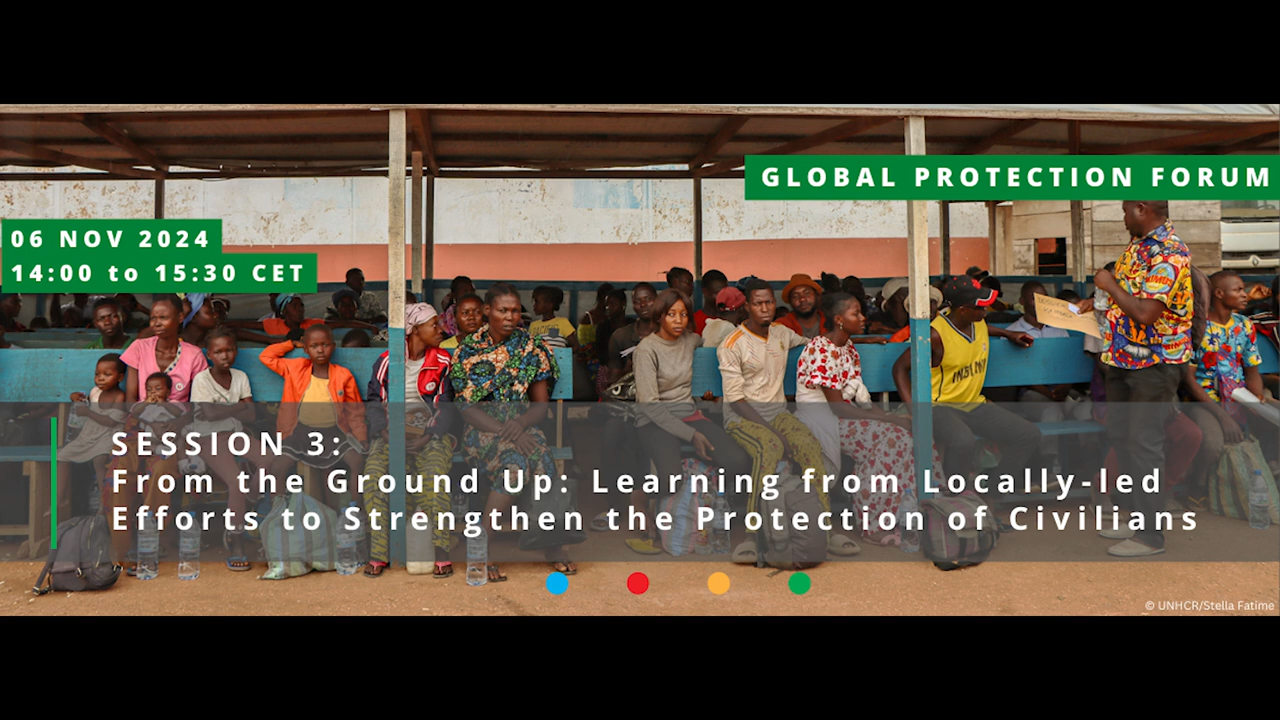 GLOBAL PROTECTION FORUM
06 NOV 2024
14:00 to 15:30 CET
SESSION 3:
From the Ground Up: Learning from Locally-led
Efforts to Strengthen the Protection of Civilians
© UNHCR/Stella Fatime